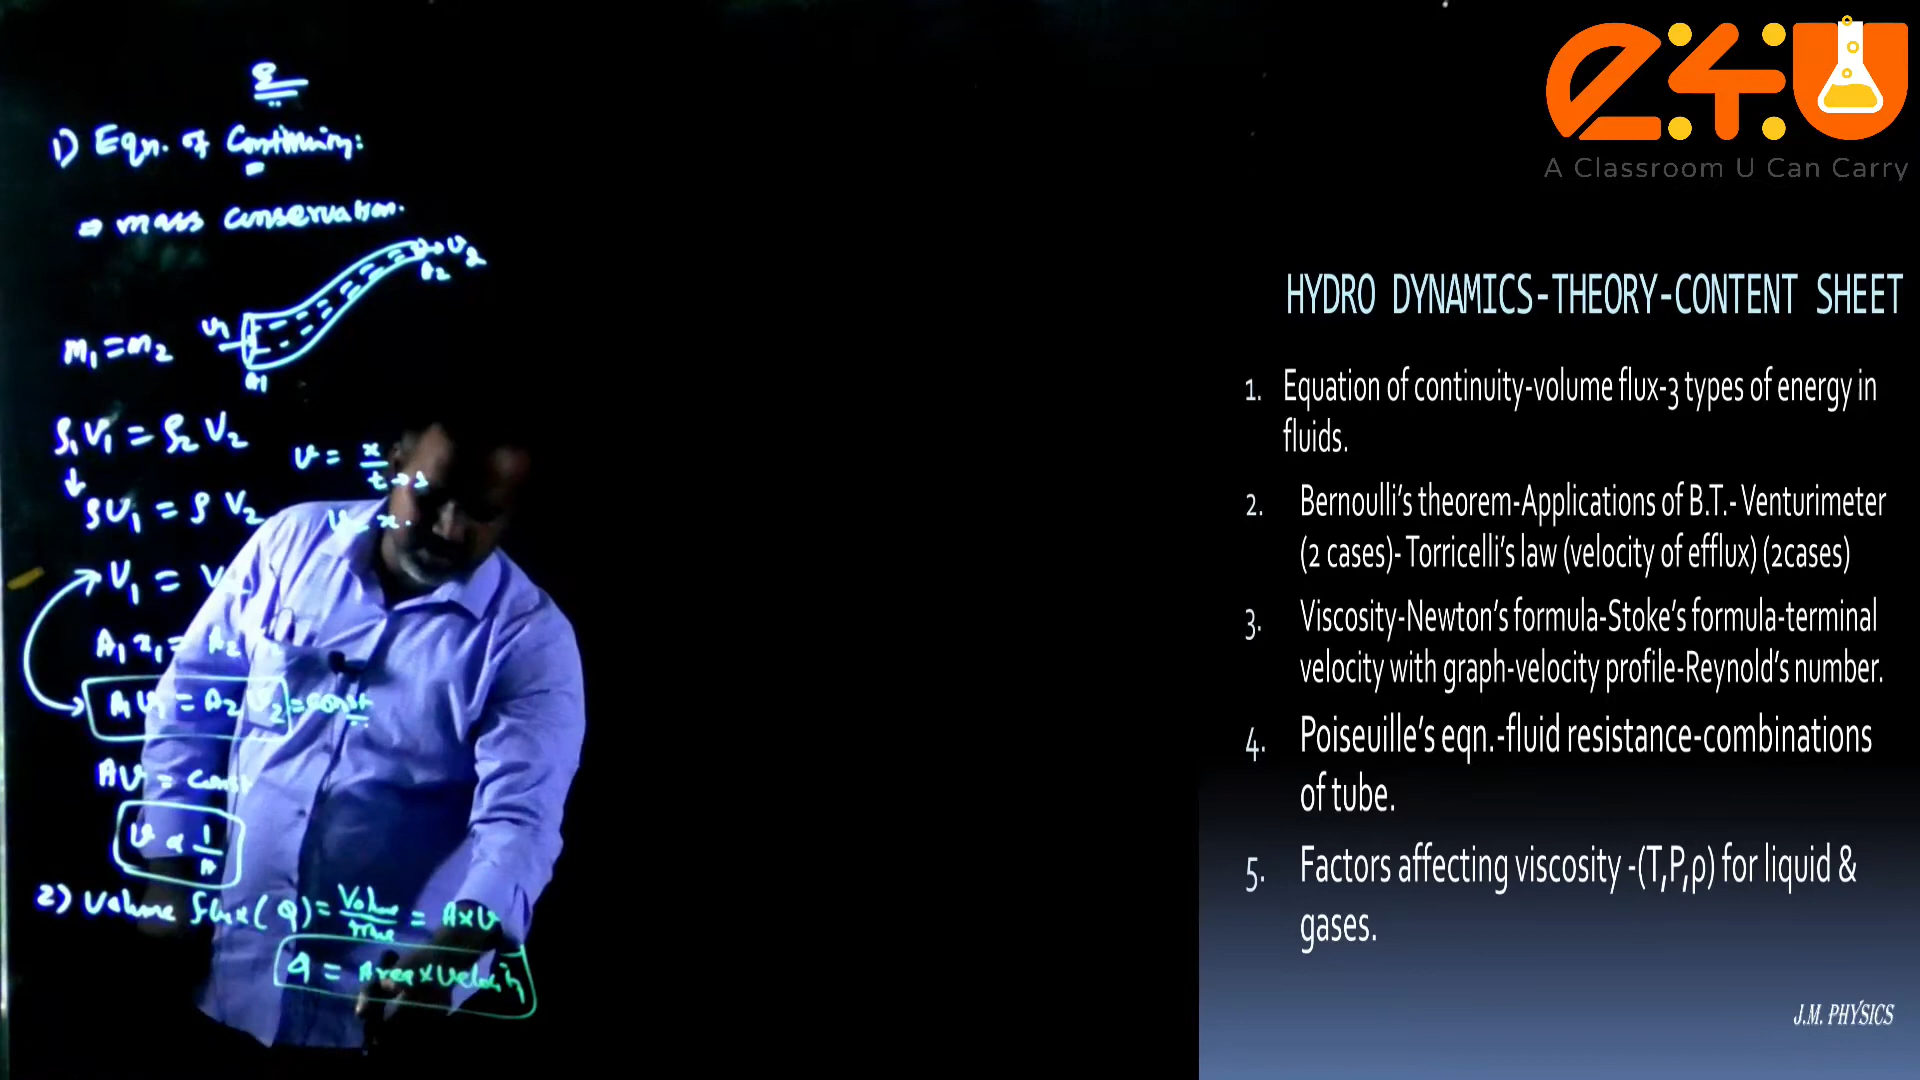 1) Eqn. of Continuity:
⇒ mass conservation.
v₂
A₂
v₁
m₁ = m₂
A₁
ρ₁V₁ = ρ₂V₂
v = x/t → s
ρV₁ = ρV₂
v = x.
V₁ = V
A₁x₁ = A₂
A₁v₁ = A₂v₂ = const
Av = const
v ∝ 1/A
2) Volume flux (Q) = Volume/time = A×v
Q = Area × Velocity
e4U
A Classroom U Can Carry
HYDRO DYNAMICS-THEORY-CONTENT SHEET
1. Equation of continuity-volume flux-3 types of energy in
fluids.
2. Bernoulli's theorem-Applications of B.T.- Venturimeter
(2 cases)- Torricelli's law (velocity of efflux) (2cases)
3. Viscosity-Newton's formula-Stoke's formula-terminal
velocity with graph-velocity profile-Reynold's number.
4. Poiseuille's eqn.-fluid resistance-combinations
of tube.
5. Factors affecting viscosity -(T,P,ρ) for liquid &
gases.
J.M. PHYSICS